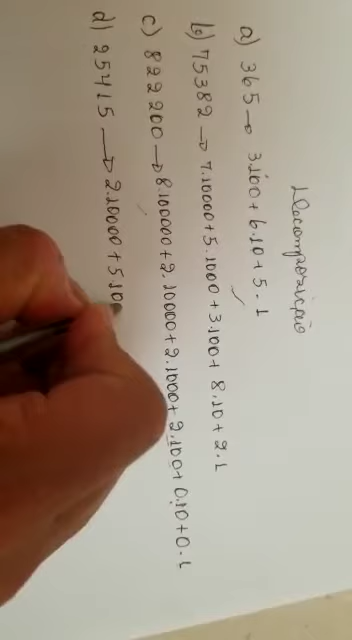 Decomposição
a) 365 → 3.100 + 6.10 + 5.1
b) 75382 → 7.10000 + 5.1000 + 3.100 + 8.10 + 2.1
c) 822200 → 8.100000 + 2.10000 + 2.1000 + 2.100 + 0.10 + 0.1
d) 25415 → 2.10000 + 5.10